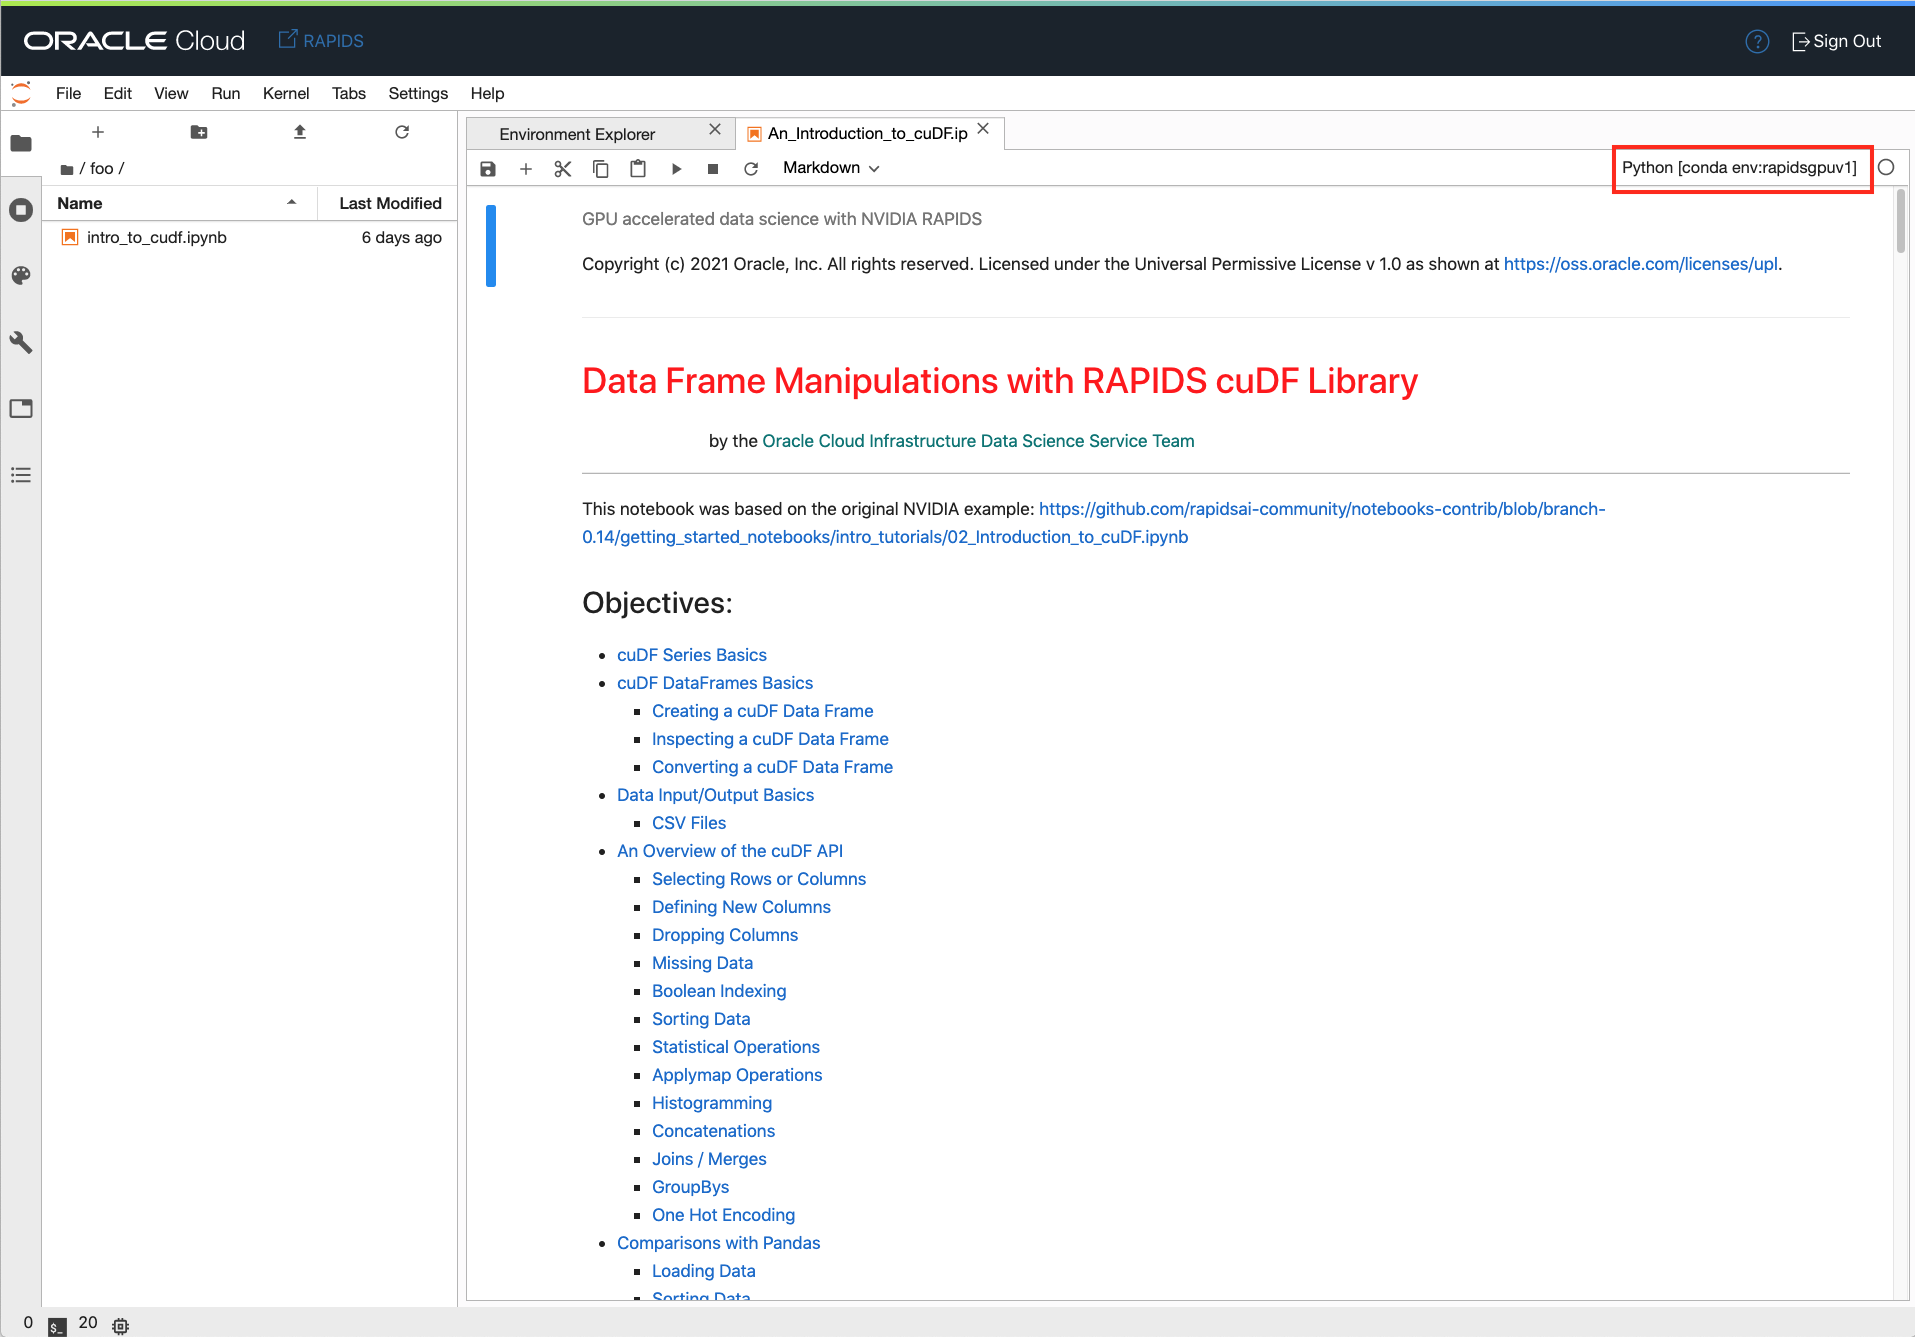 ORACLE Cloud RAPIDS ? Sign Out
File Edit View Run Kernel Tabs Settings Help
Environment Explorer An_Introduction_to_cuDF.ip
/ foo /
Markdown Python [conda env:rapidsgpuv1]
Name Last Modified
intro_to_cudf.ipynb 6 days ago
GPU accelerated data science with NVIDIA RAPIDS
Copyright (c) 2021 Oracle, Inc. All rights reserved. Licensed under the Universal Permissive License v 1.0 as shown at https://oss.oracle.com/licenses/upl.
Data Frame Manipulations with RAPIDS cuDF Library
by the Oracle Cloud Infrastructure Data Science Service Team
This notebook was based on the original NVIDIA example: https://github.com/rapidsai-community/notebooks-contrib/blob/branch-
0.14/getting_started_notebooks/intro_tutorials/02_Introduction_to_cuDF.ipynb
Objectives:
cuDF Series Basics
cuDF DataFrames Basics
Creating a cuDF Data Frame
Inspecting a cuDF Data Frame
Converting a cuDF Data Frame
Data Input/Output Basics
CSV Files
An Overview of the cuDF API
Selecting Rows or Columns
Defining New Columns
Dropping Columns
Missing Data
Boolean Indexing
Sorting Data
Statistical Operations
Applymap Operations
Histogramming
Concatenations
Joins / Merges
GroupBys
One Hot Encoding
Comparisons with Pandas
Loading Data
Sorting Data
0 $_ 20